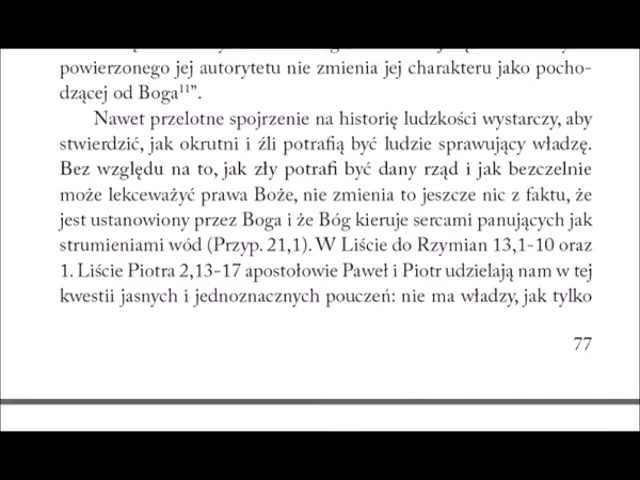 powierzonego jej autorytetu nie zmienia jej charakteru jako pocho-
dzącej od Boga¹¹”.
Nawet przelotne spojrzenie na historię ludzkości wystarczy, aby
stwierdzić, jak okrutni i źli potrafią być ludzie sprawujący władzę.
Bez względu na to, jak zły potrafi być dany rząd i jak bezczelnie
może lekceważyć prawa Boże, nie zmienia to jeszcze nic z faktu, że
jest ustanowiony przez Boga i że Bóg kieruje sercami panujących jak
strumieniami wód (Przyp. 21,1). W Liście do Rzymian 13,1-10 oraz
1. Liście Piotra 2,13-17 apostołowie Paweł i Piotr udzielają nam w tej
kwestii jasnych i jednoznacznych pouczeń: nie ma władzy, jak tylko
77